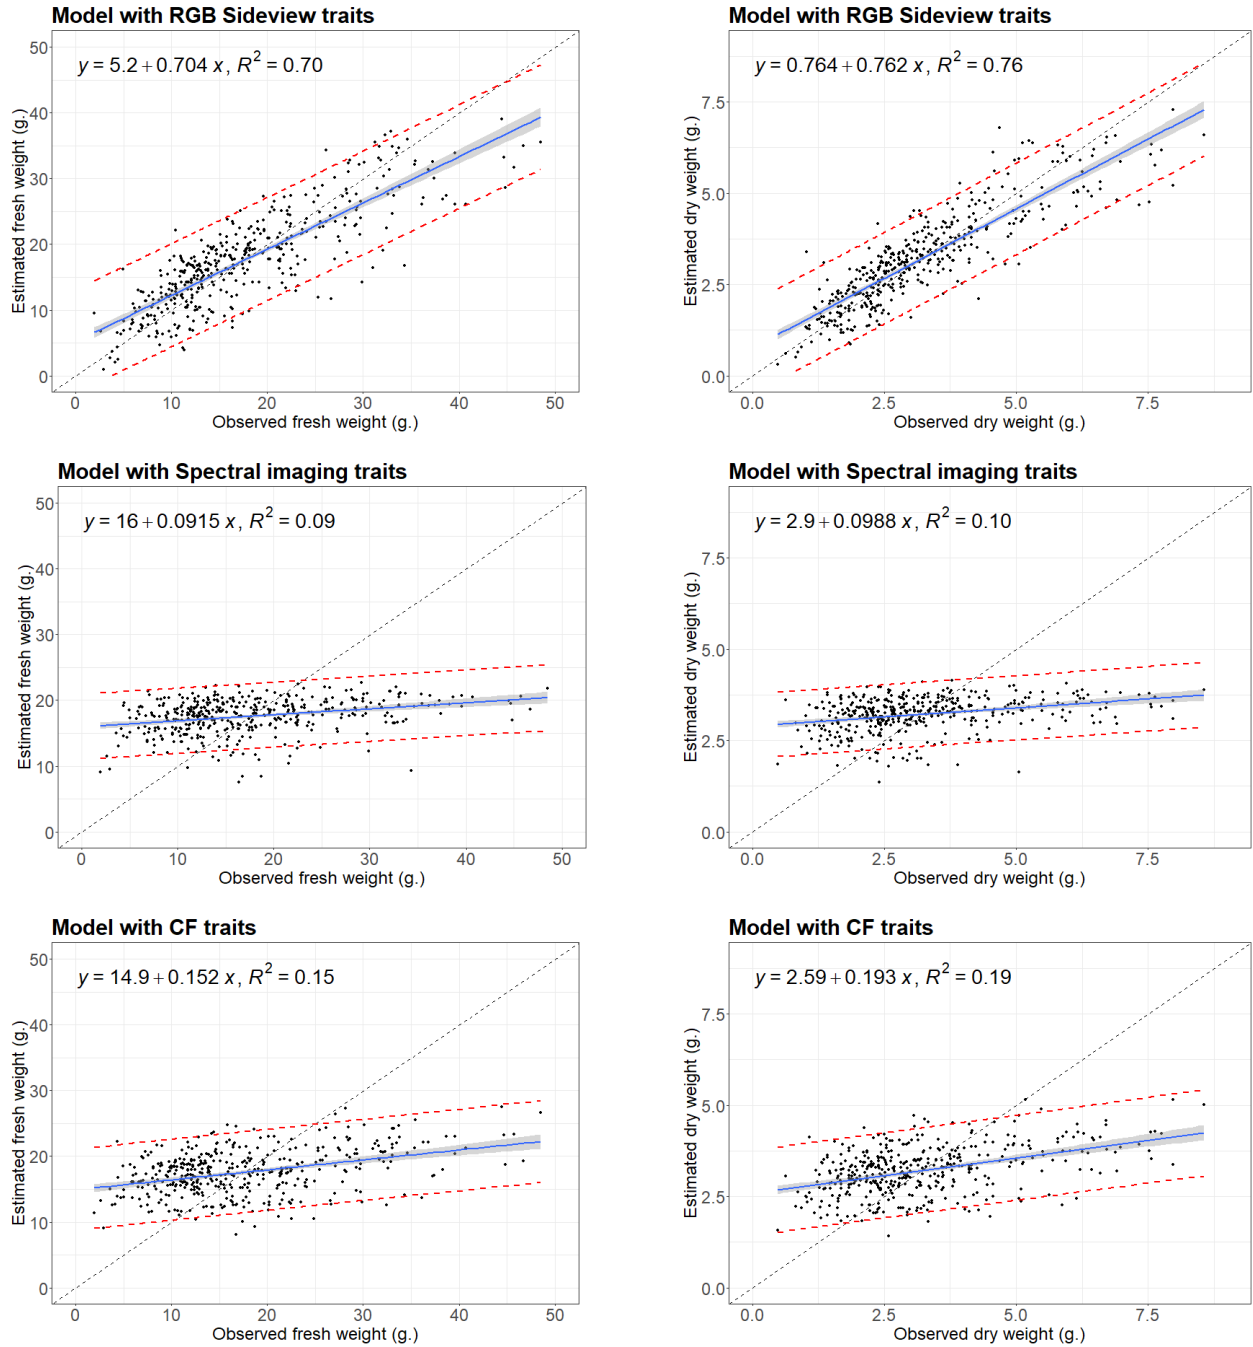 Model with RGB Sideview traits
y = 5.2 + 0.704 x, R2 = 0.70
50
40
30
20
10
0
Estimated fresh weight (g.)
0 10 20 30 40 50
Observed fresh weight (g.)
Model with RGB Sideview traits
y = 0.764 + 0.762 x, R2 = 0.76
7.5
5.0
2.5
0.0
Estimated dry weight (g.)
0.0 2.5 5.0 7.5
Observed dry weight (g.)
Model with Spectral imaging traits
y = 16 + 0.0915 x, R2 = 0.09
50
40
30
20
10
0
Estimated fresh weight (g.)
0 10 20 30 40 50
Observed fresh weight (g.)
Model with Spectral imaging traits
y = 2.9 + 0.0988 x, R2 = 0.10
7.5
5.0
2.5
0.0
Estimated dry weight (g.)
0.0 2.5 5.0 7.5
Observed dry weight (g.)
Model with CF traits
y = 14.9 + 0.152 x, R2 = 0.15
50
40
30
20
10
0
Estimated fresh weight (g.)
0 10 20 30 40 50
Observed fresh weight (g.)
Model with CF traits
y = 2.59 + 0.193 x, R2 = 0.19
7.5
5.0
2.5
0.0
Estimated dry weight (g.)
0.0 2.5 5.0 7.5
Observed dry weight (g.)